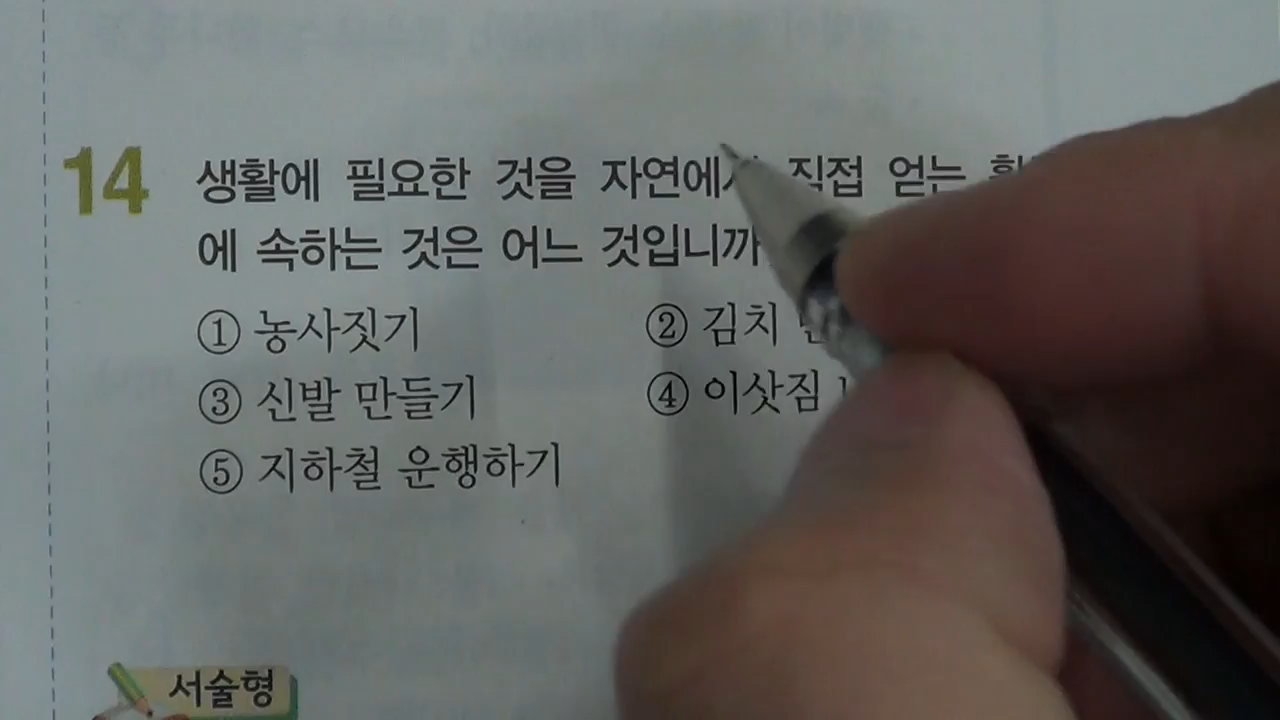 14 생활에 필요한 것을 자연에서 직접 얻는
에 속하는 것은 어느 것입니까
① 농사짓기 ② 김치
③ 신발 만들기 ④ 이삿짐
⑤ 지하철 운행하기
서술형